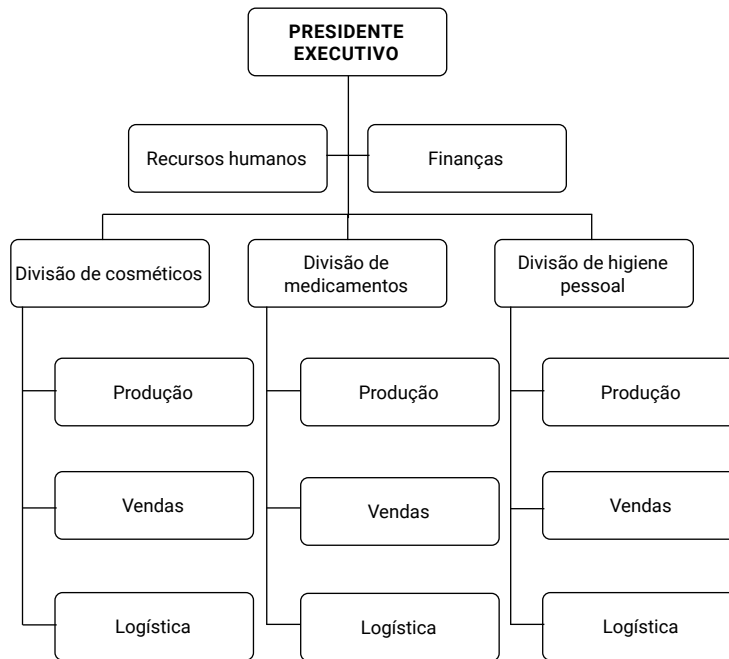 PRESIDENTE
EXECUTIVO
Recursos humanos
Finanças
Divisão de cosméticos
Divisão de
medicamentos
Divisão de higiene
pessoal
Produção
Produção
Produção
Vendas
Vendas
Vendas
Logística
Logística
Logística